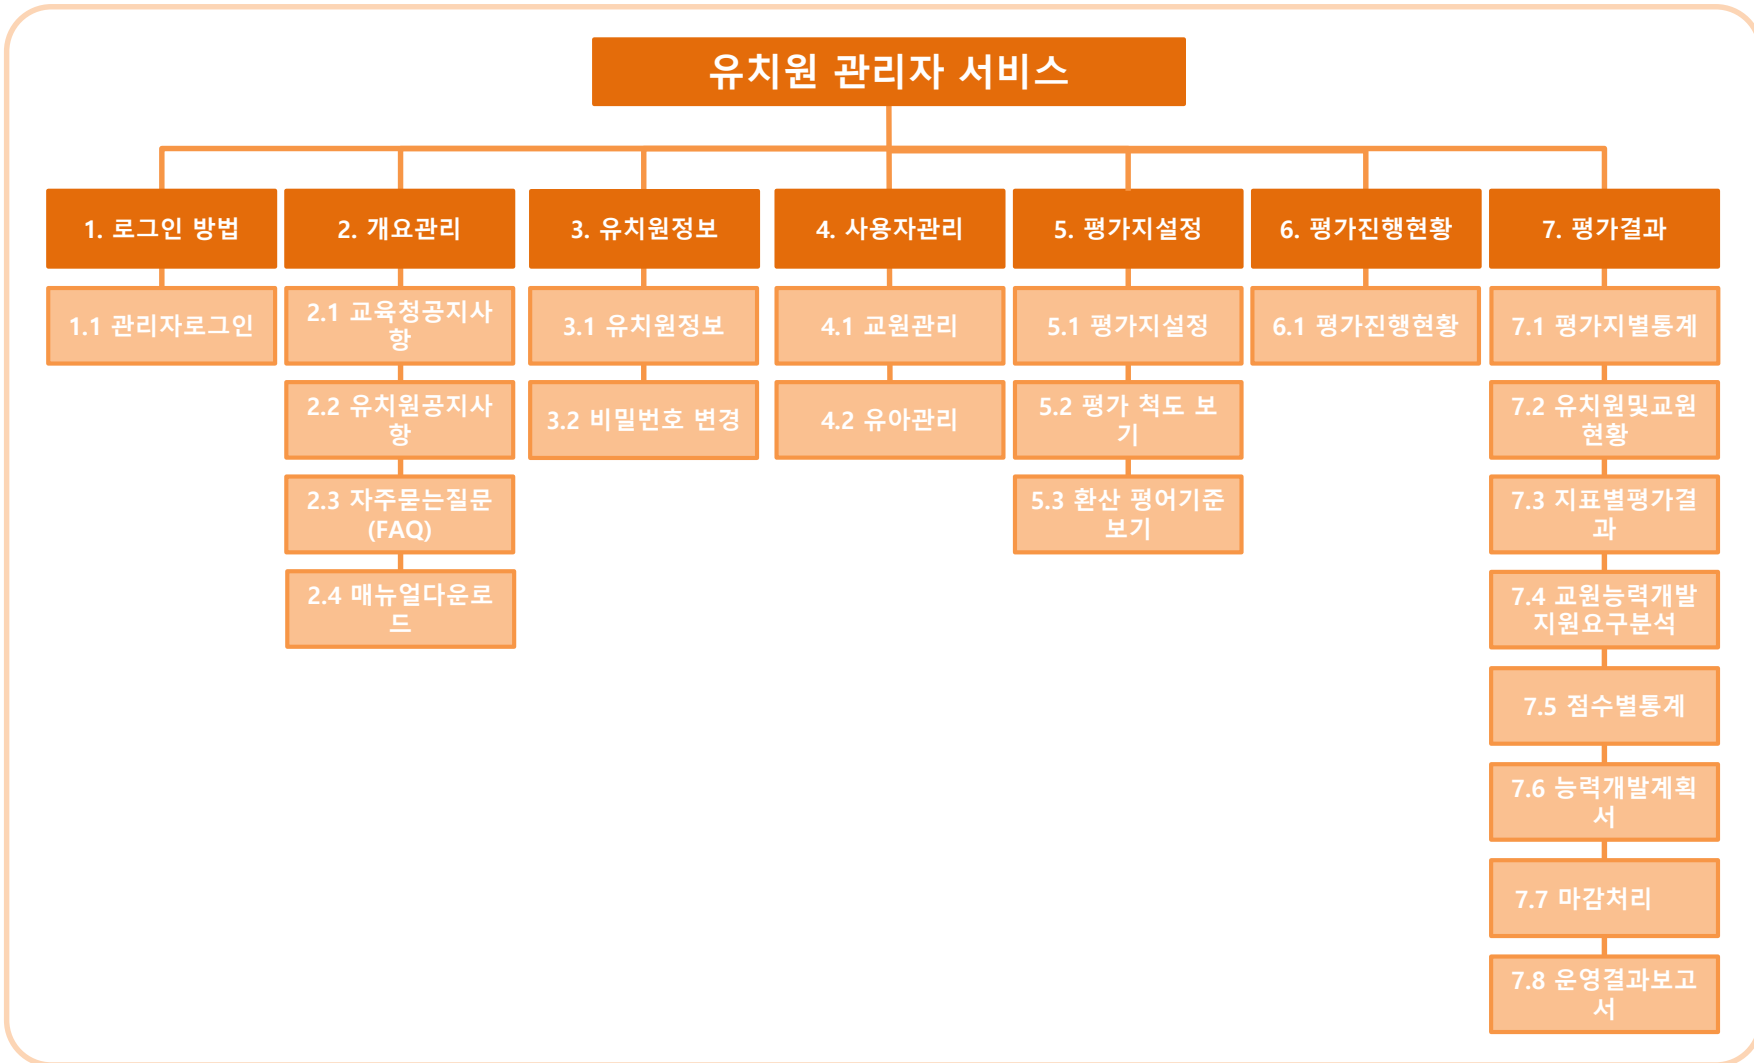 유치원 관리자 서비스
1. 로그인 방법
2. 개요관리
3. 유치원정보
4. 사용자관리
5. 평가지설정
6. 평가진행현황
7. 평가결과
1.1 관리자로그인
2.1 교육청공지사
항
2.2 유치원공지사
항
2.3 자주묻는질문
(FAQ)
2.4 매뉴얼다운로
드
3.1 유치원정보
3.2 비밀번호 변경
4.1 교원관리
4.2 유아관리
5.1 평가지설정
5.2 평가 척도 보
기
5.3 환산 평어기준
보기
6.1 평가진행현황
7.1 평가지별통계
7.2 유치원및교원
현황
7.3 지표별평가결
과
7.4 교원능력개발
지원요구분석
7.5 점수별통계
7.6 능력개발계획
서
7.7 마감처리
7.8 운영결과보고
서